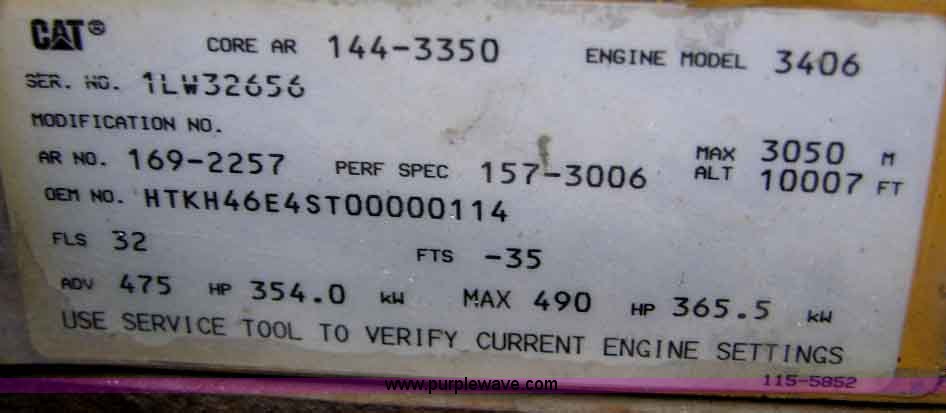 CAT® CORE AR 144-3350 ENGINE MODEL 3406
SER. NO. 1LW32656
MODIFICATION NO.
AR NO. 169-2257 PERF SPEC 157-3006 MAX ALT 3050 M 10007 FT
OEM NO. HTKH46E4ST00000114
FLS 32 FTS -35
ADV 475 HP 354.0 kW MAX 490 HP 365.5 kW
USE SERVICE TOOL TO VERIFY CURRENT ENGINE SETTINGS
115-5852
www.purplewave.com